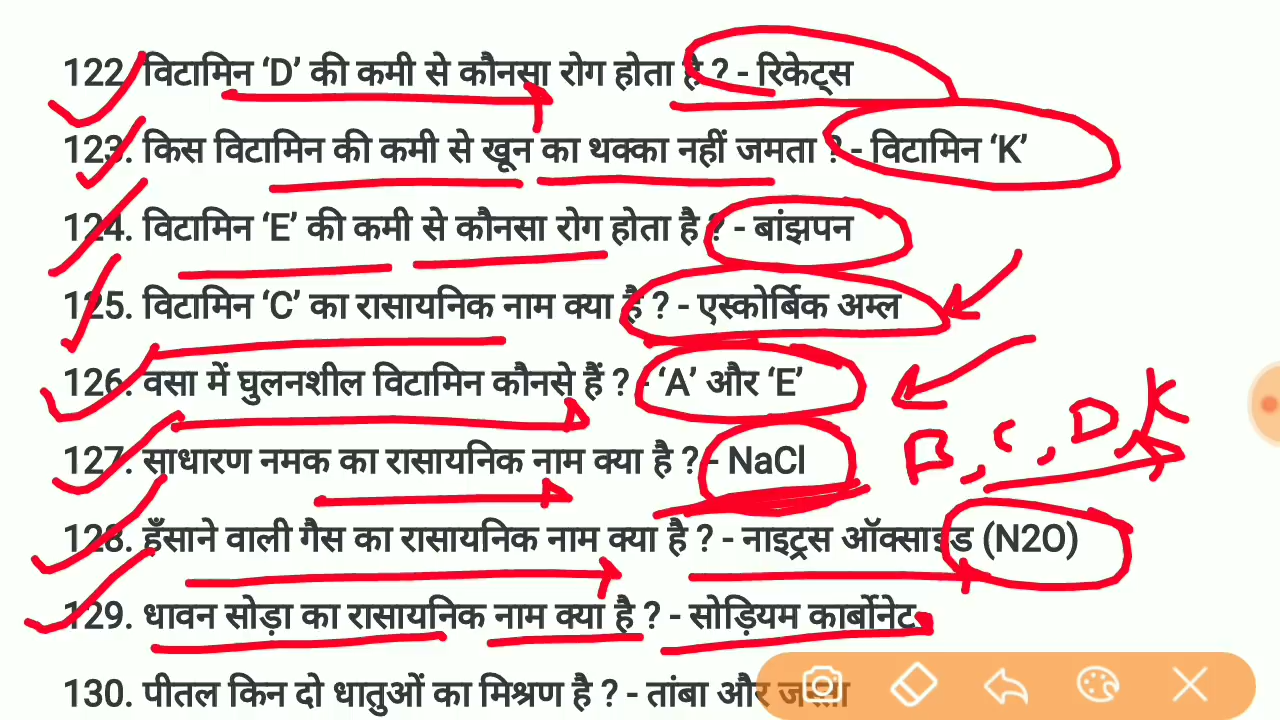 122. विटामिन ‘D’ की कमी से कौनसा रोग होता है ? - रिकेट्स
123. किस विटामिन की कमी से खून का थक्का नहीं जमता ? - विटामिन ‘K’
124. विटामिन ‘E’ की कमी से कौनसा रोग होता है ? - बांझपन
125. विटामिन ‘C’ का रासायनिक नाम क्या है ? - एस्कोर्बिक अम्ल
126. वसा में घुलनशील विटामिन कौनसे हैं ? - ‘A’ और ‘E’
B, C, D, K
127. साधारण नमक का रासायनिक नाम क्या है ? - NaCl
128. हँसाने वाली गैस का रासायनिक नाम क्या है ? - नाइट्रस ऑक्साइड (N2O)
129. धावन सोड़ा का रासायनिक नाम क्या है ? - सोड़ियम कार्बोनेट
130. पीतल किन दो धातुओं का मिश्रण है ? - तांबा और जस्ता